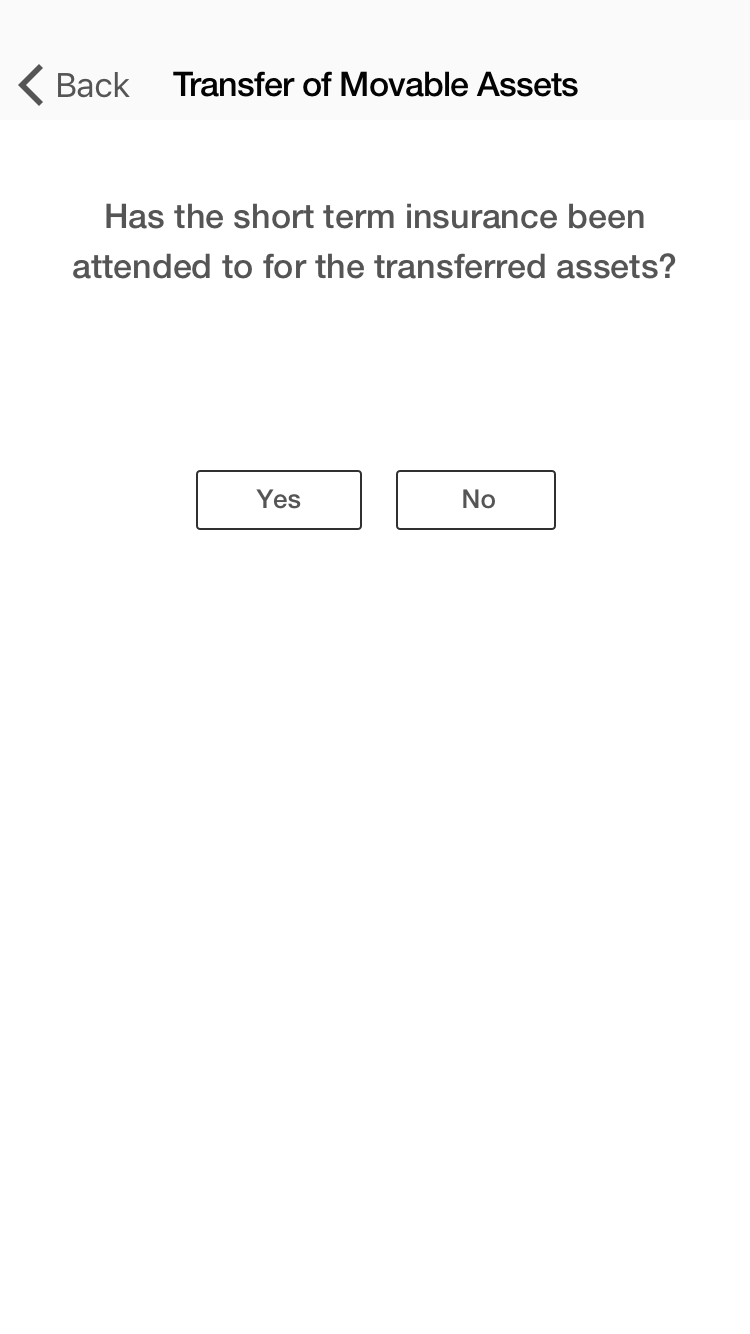 Back Transfer of Movable Assets
Has the short term insurance been
attended to for the transferred assets?
Yes No